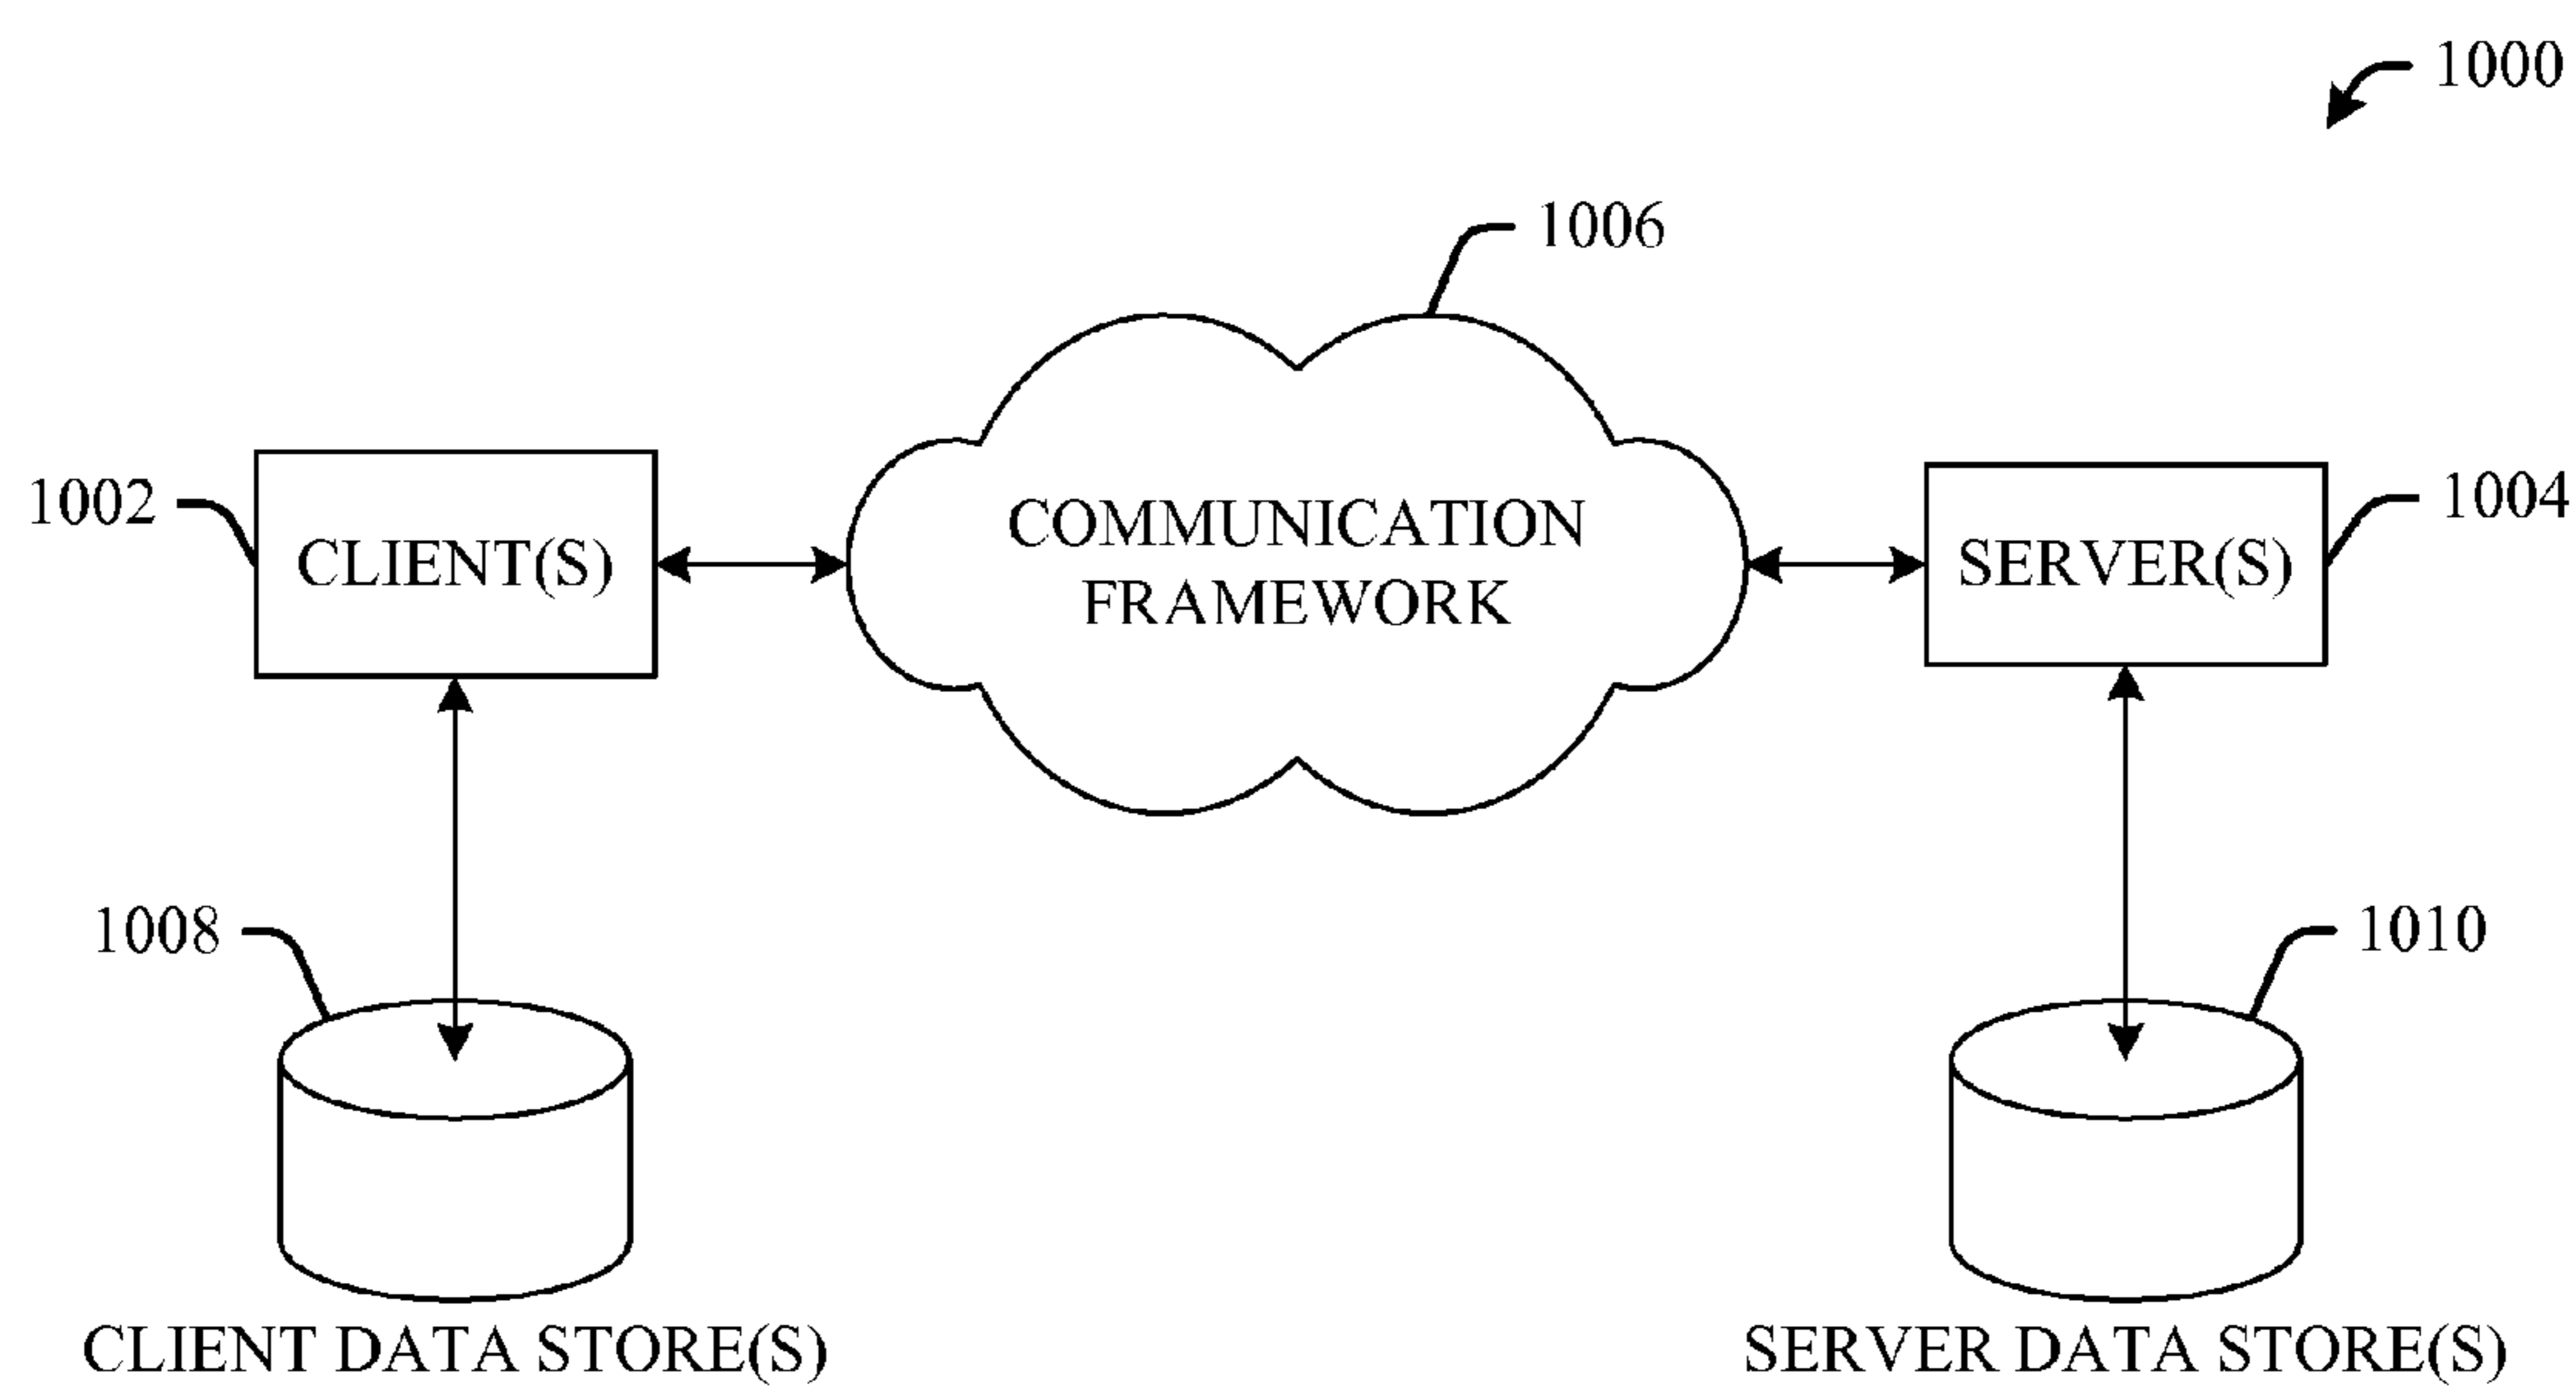 1000
1006
COMMUNICATION
FRAMEWORK
1002
CLIENT(S)
SERVER(S)
1004
1008
1010
CLIENT DATA STORE(S)
SERVER DATA STORE(S)